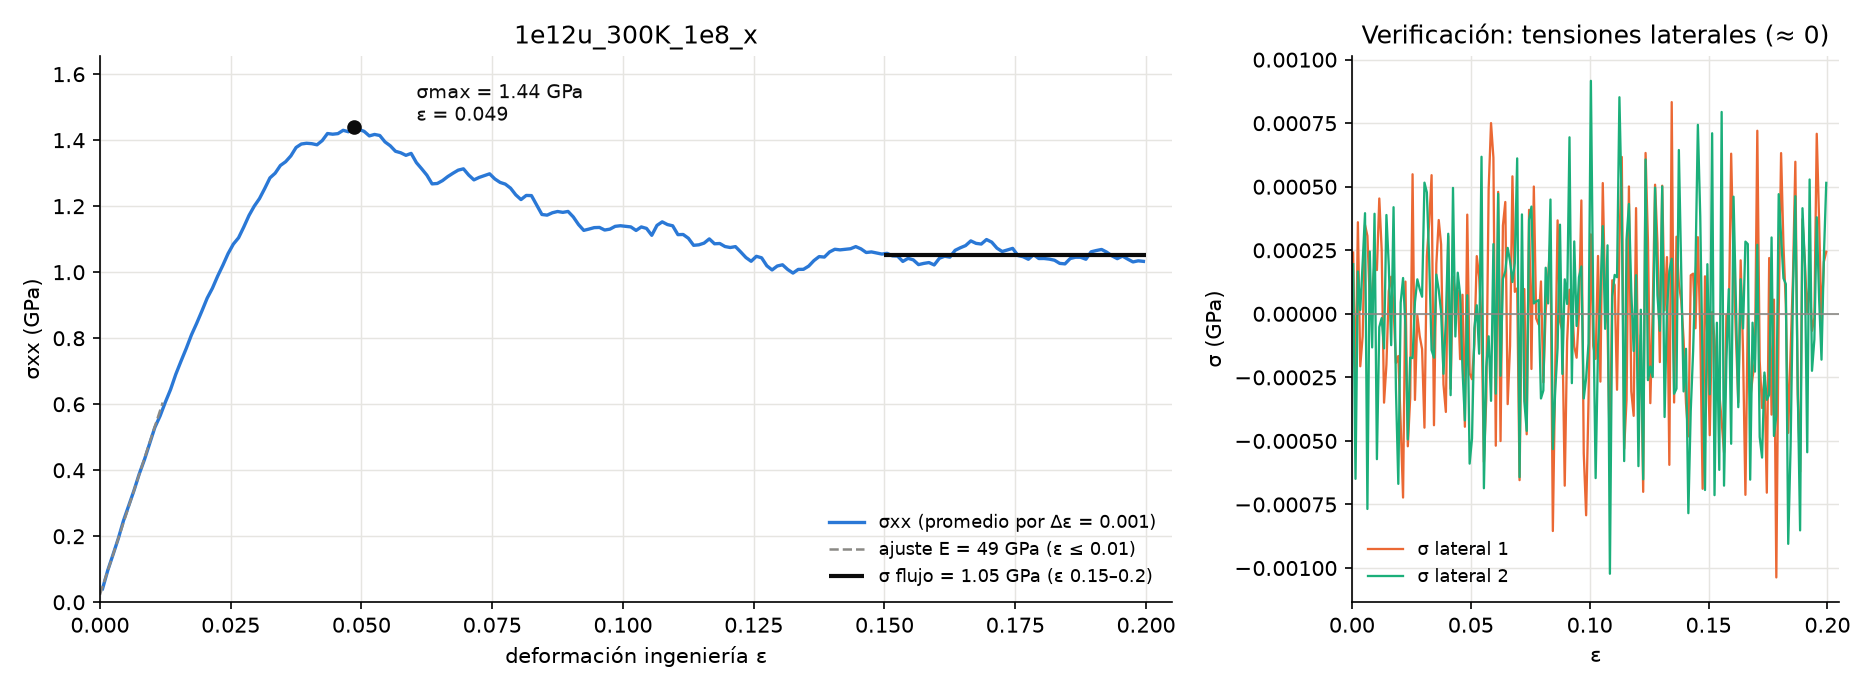 1e12u_300K_1e8_x
σxx (GPa)
1.6
1.4
1.2
1.0
0.8
0.6
0.4
0.2
0.0
σmax = 1.44 GPa
ε = 0.049
σxx (promedio por Δε = 0.001)
ajuste E = 49 GPa (ε ≤ 0.01)
σ flujo = 1.05 GPa (ε 0.15–0.2)
0.000 0.025 0.050 0.075 0.100 0.125 0.150 0.175 0.200
deformación ingeniería ε
Verificación: tensiones laterales (≈ 0)
σ (GPa)
0.00100
0.00075
0.00050
0.00025
0.00000
−0.00025
−0.00050
−0.00075
−0.00100
σ lateral 1
σ lateral 2
0.00 0.05 0.10 0.15 0.20
ε